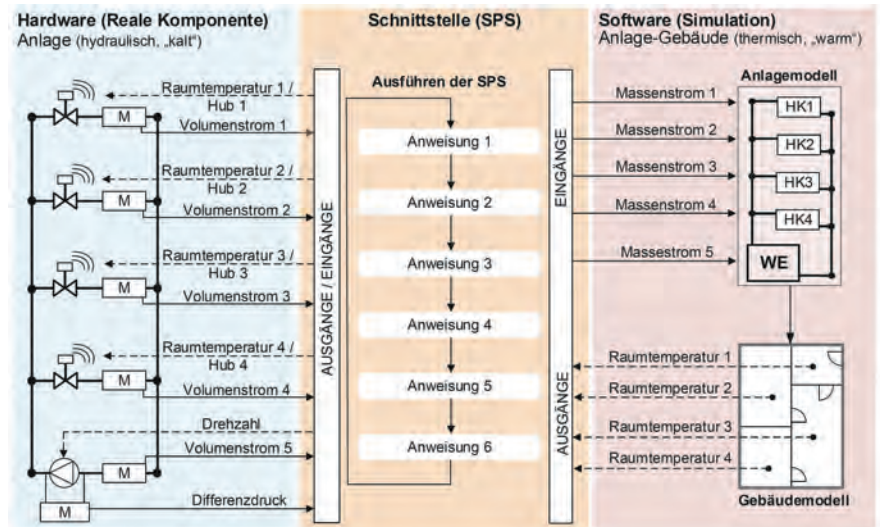 Hardware (Reale Komponente)
Anlage (hydraulisch, „kalt“)
Raumtemperatur 1 /
Hub 1
M
Volumenstrom 1
Raumtemperatur 2 /
Hub 2
M
Volumenstrom 2
Raumtemperatur 3 /
Hub 3
M
Volumenstrom 3
Raumtemperatur 4 /
Hub 4
M
Volumenstrom 4
Drehzahl
Volumenstrom 5
M
Differenzdruck
M
Schnittstelle (SPS)
AUSGÄNGE / EINGÄNGE
Ausführen der SPS
Anweisung 1
Anweisung 2
Anweisung 3
Anweisung 4
Anweisung 5
Anweisung 6
EINGÄNGE
AUSGÄNGE
Software (Simulation)
Anlage-Gebäude (thermisch, „warm“)
Anlagemodell
Massenstrom 1
Massenstrom 2
Massenstrom 3
Massenstrom 4
Massestrom 5
HK1
HK2
HK3
HK4
WE
Raumtemperatur 1
Raumtemperatur 2
Raumtemperatur 3
Raumtemperatur 4
Gebäudemodell